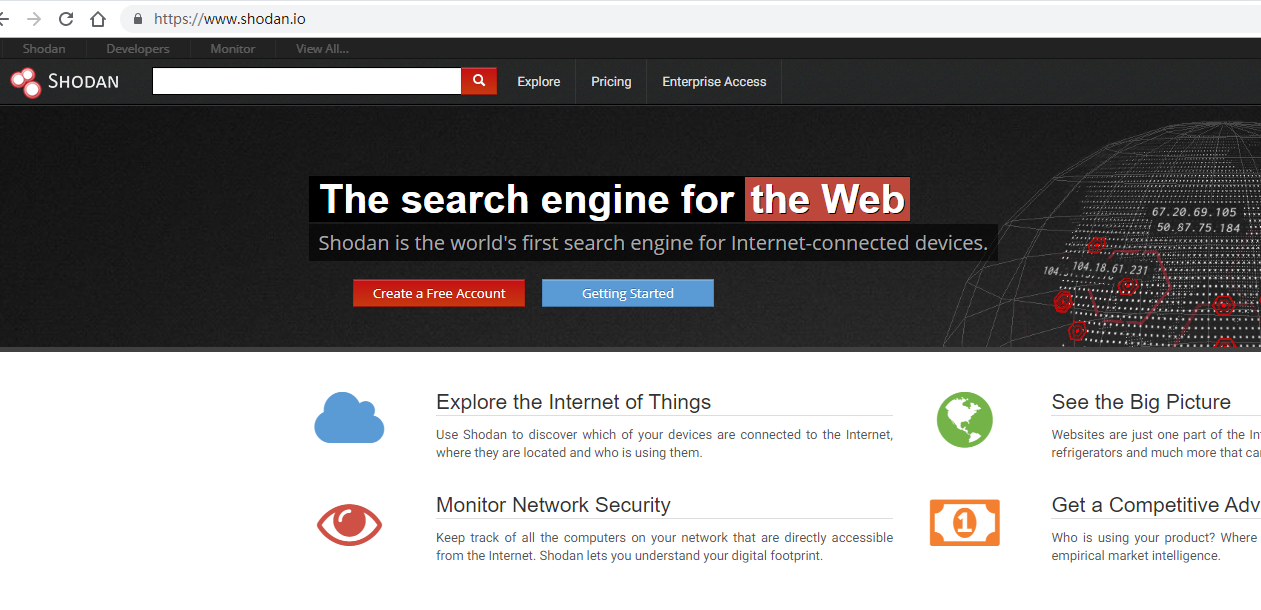 https://www.shodan.io
Shodan Developers Monitor View All...
SHODAN
Explore Pricing Enterprise Access
The search engine for the Web
Shodan is the world's first search engine for Internet-connected devices.
Create a Free Account Getting Started
67.20.69.105
50.87.75.184
104. 104.18.61.231
Explore the Internet of Things
Use Shodan to discover which of your devices are connected to the Internet,
where they are located and who is using them.
See the Big Picture
Websites are just one part of the In
refrigerators and much more that ca
Monitor Network Security
Keep track of all the computers on your network that are directly accessible
from the Internet. Shodan lets you understand your digital footprint.
1
Get a Competitive Adv
Who is using your product? Where
empirical market intelligence.